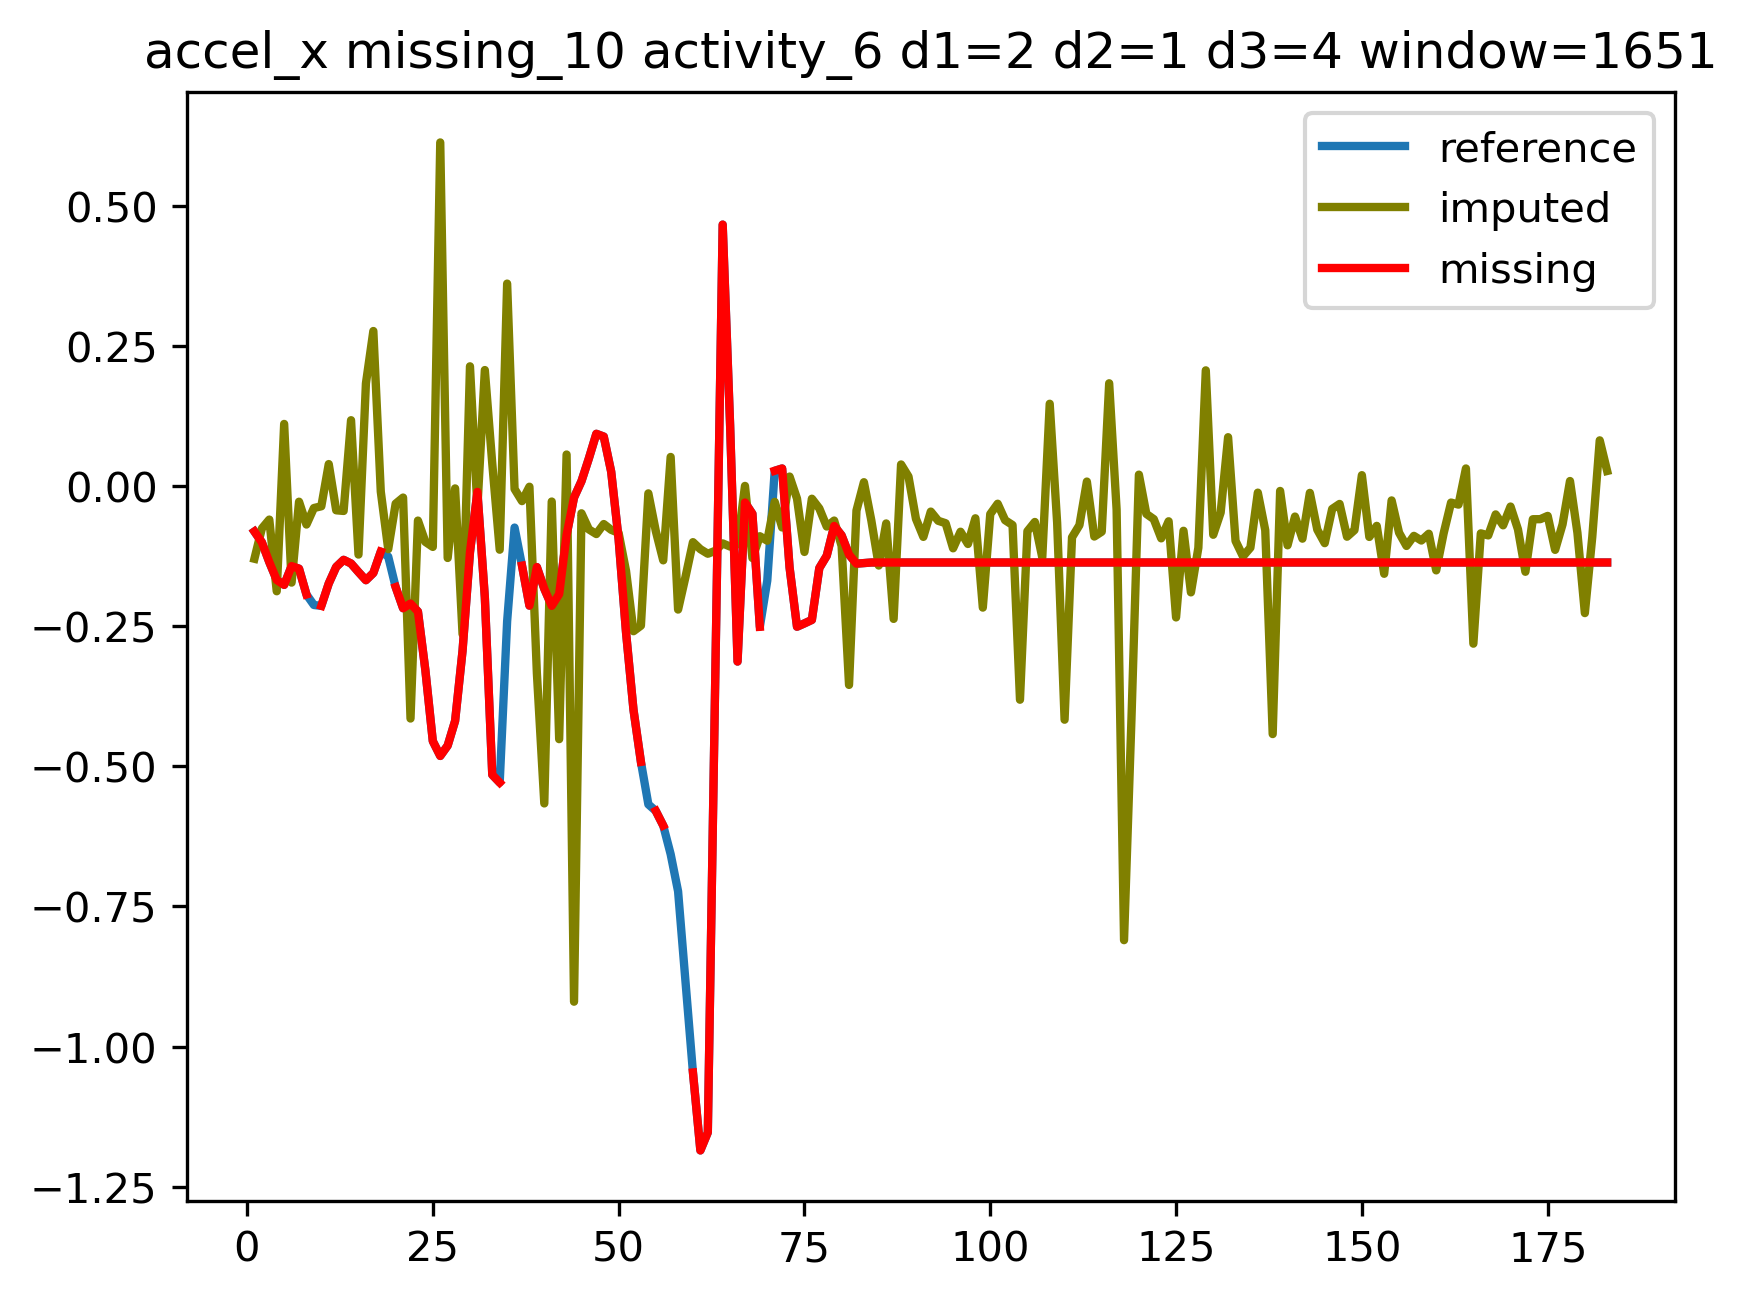 accel_x missing_10 activity_6 d1=2 d2=1 d3=4 window=1651
reference
imputed
missing
0.50
0.25
0.00
−0.25
−0.50
−0.75
−1.00
−1.25
0 25 50 75 100 125 150 175